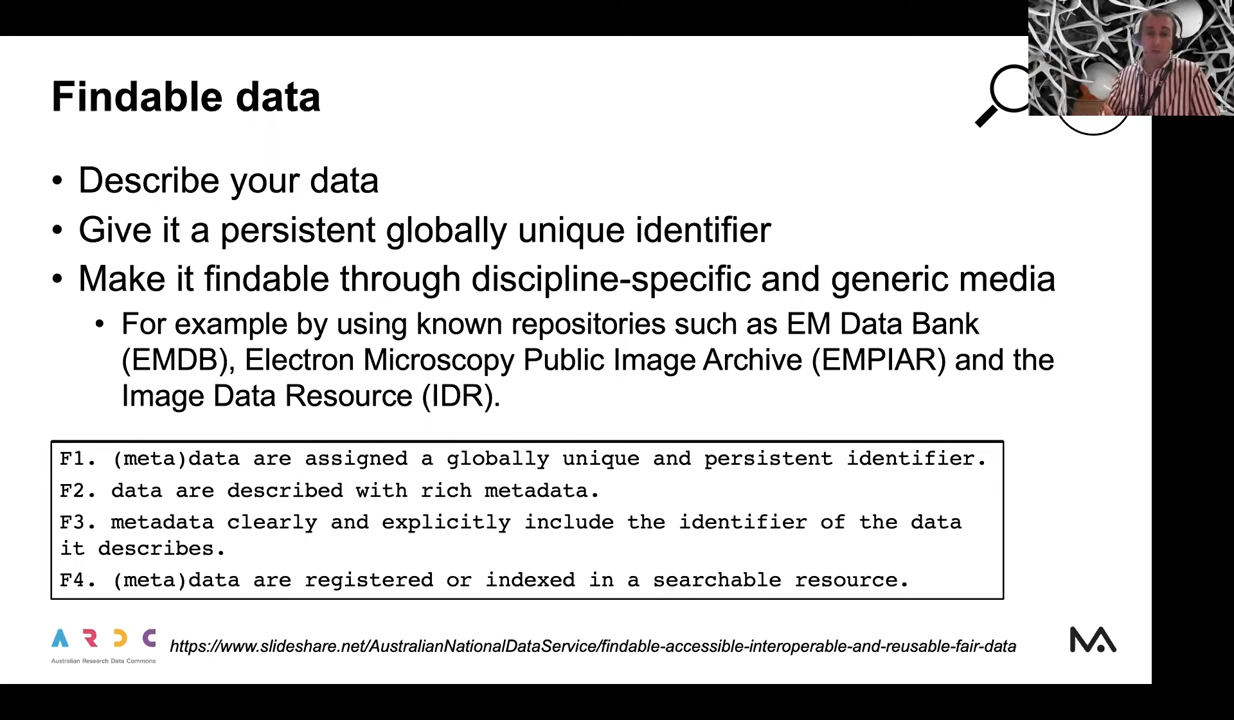 Findable data
• Describe your data
• Give it a persistent globally unique identifier
• Make it findable through discipline-specific and generic media
• For example by using known repositories such as EM Data Bank
(EMDB), Electron Microscopy Public Image Archive (EMPIAR) and the
Image Data Resource (IDR).
F1. (meta)data are assigned a globally unique and persistent identifier.
F2. data are described with rich metadata.
F3. metadata clearly and explicitly include the identifier of the data
it describes.
F4. (meta)data are registered or indexed in a searchable resource.
ARDC
Australian Research Data Commons
https://www.slideshare.net/AustralianNationalDataService/findable-accessible-interoperable-and-reusable-fair-data